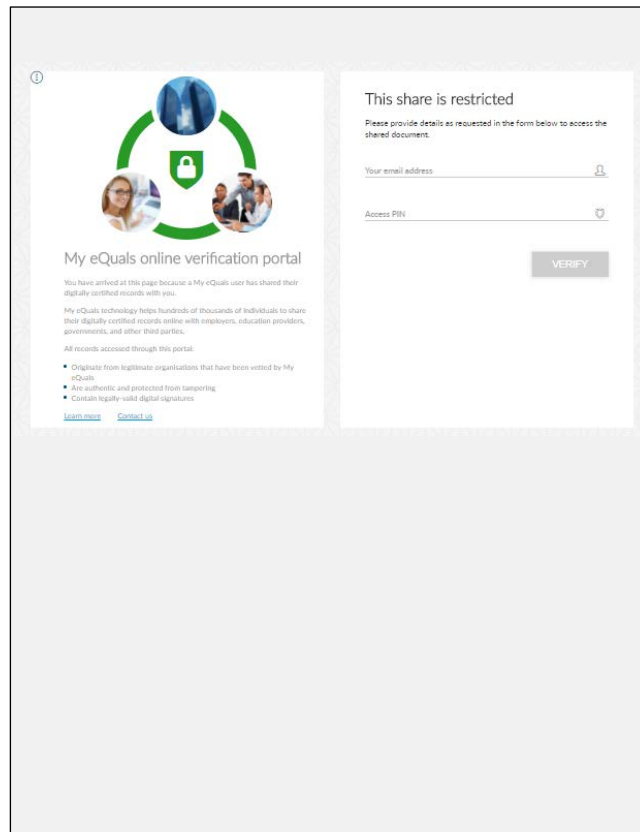 My eQuals online verification portal
You have arrived at this page because a My eQuals user has shared their
digitally certified records with you.
My eQuals technology helps hundreds of thousands of individuals to share
their digitally certified records online with employers, education providers,
governments, and other third parties.
All records accessed through this portal:
Originate from legitimate organisations that have been vetted by My
eQuals
Are authentic and protected from tampering
Contain legally-valid digital signatures
Learn more Contact us
This share is restricted
Please provide details as requested in the form below to access the
shared document.
Your email address
Access PIN
VERIFY